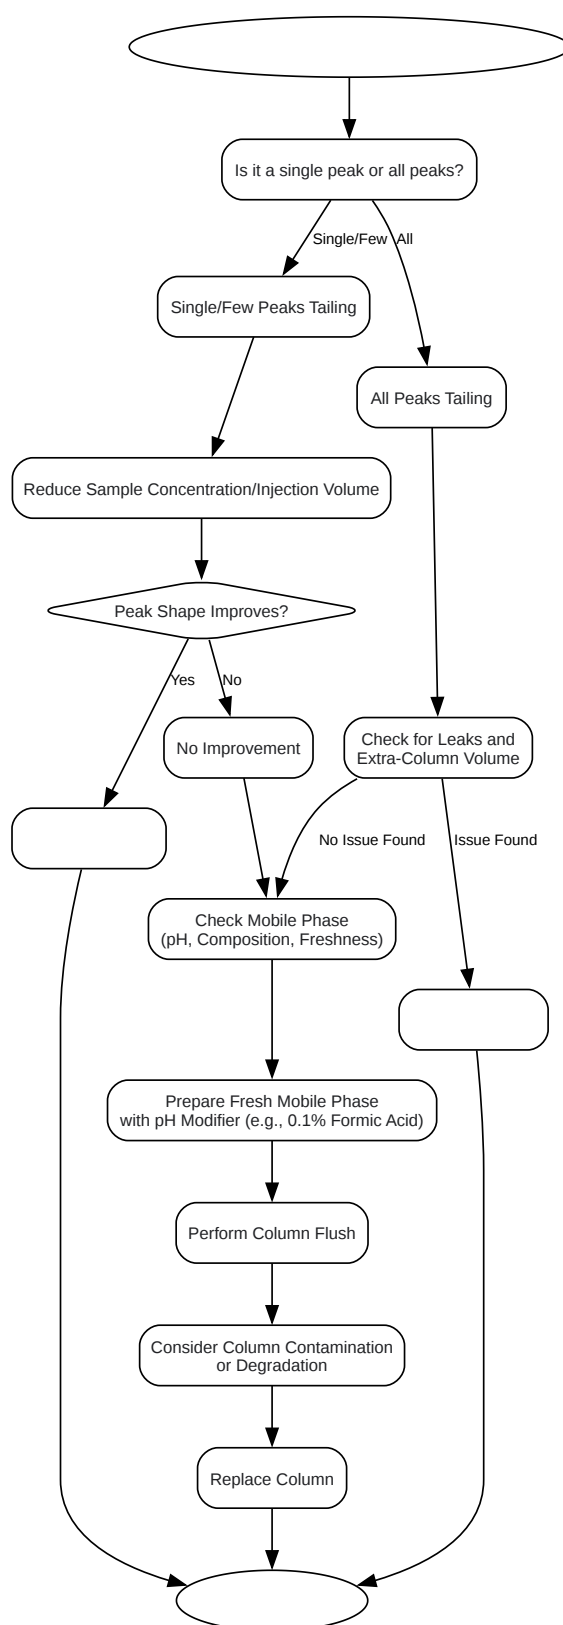 Is it a single peak or all peaks?
Single/Few
All
Single/Few Peaks Tailing
All Peaks Tailing
Reduce Sample Concentration/Injection Volume
Peak Shape Improves?
Yes
No
No Improvement
Check for Leaks and
Extra-Column Volume
No Issue Found
Issue Found
Check Mobile Phase
(pH, Composition, Freshness)
Prepare Fresh Mobile Phase
with pH Modifier (e.g., 0.1% Formic Acid)
Perform Column Flush
Consider Column Contamination
or Degradation
Replace Column